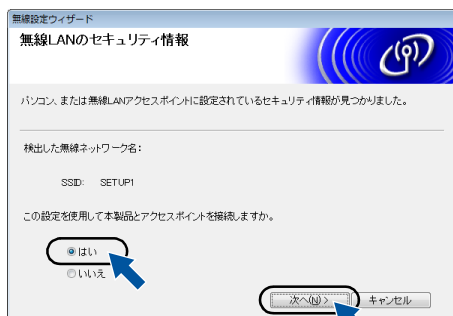 無線設定ウィザード
無線LANのセキュリティ情報
パソコン、または無線LANアクセスポイントに設定されているセキュリティ情報が見つかりました。
検出した無線ネットワーク名：
SSID: SETUP1
この設定を使用して本製品とアクセスポイントを接続しますか。
はい
いいえ
次へ(N) > キャンセル